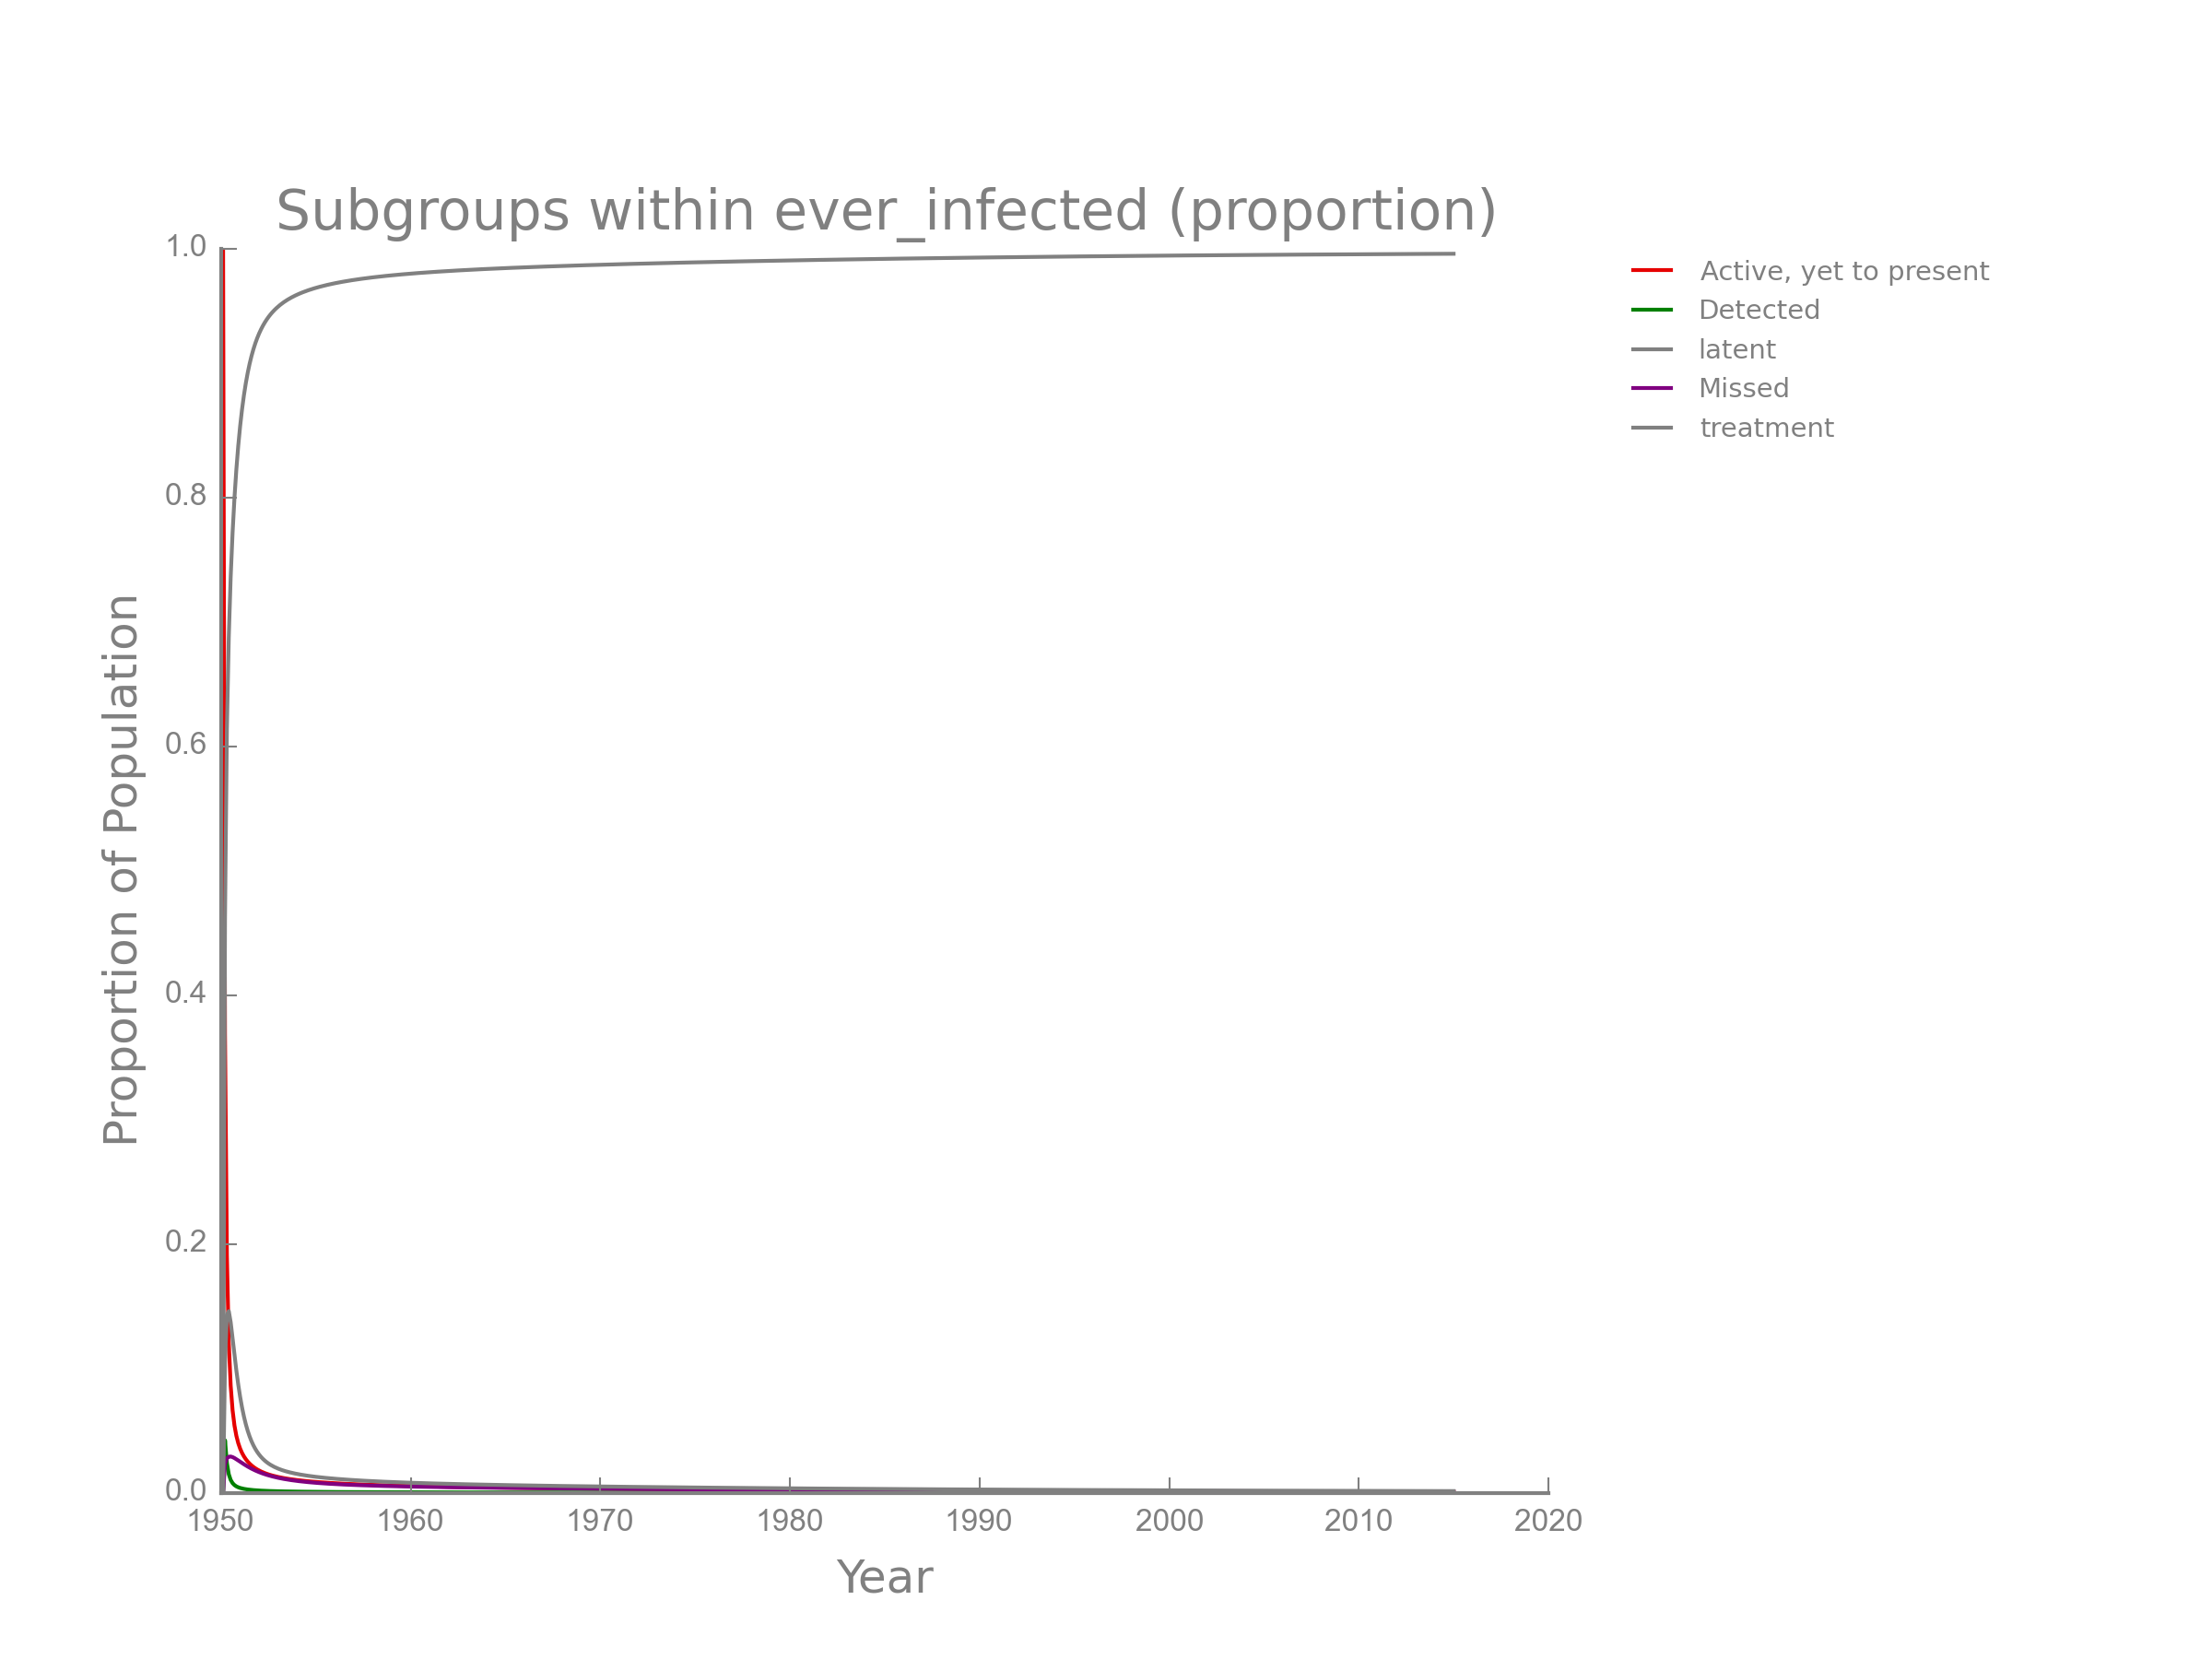 Subgroups within ever_infected (proportion)
1.0
0.8
0.6
0.4
0.2
0.0
Proportion of Population
1950 1960 1970 1980 1990 2000 2010 2020
Year
Active, yet to present
Detected
latent
Missed
treatment